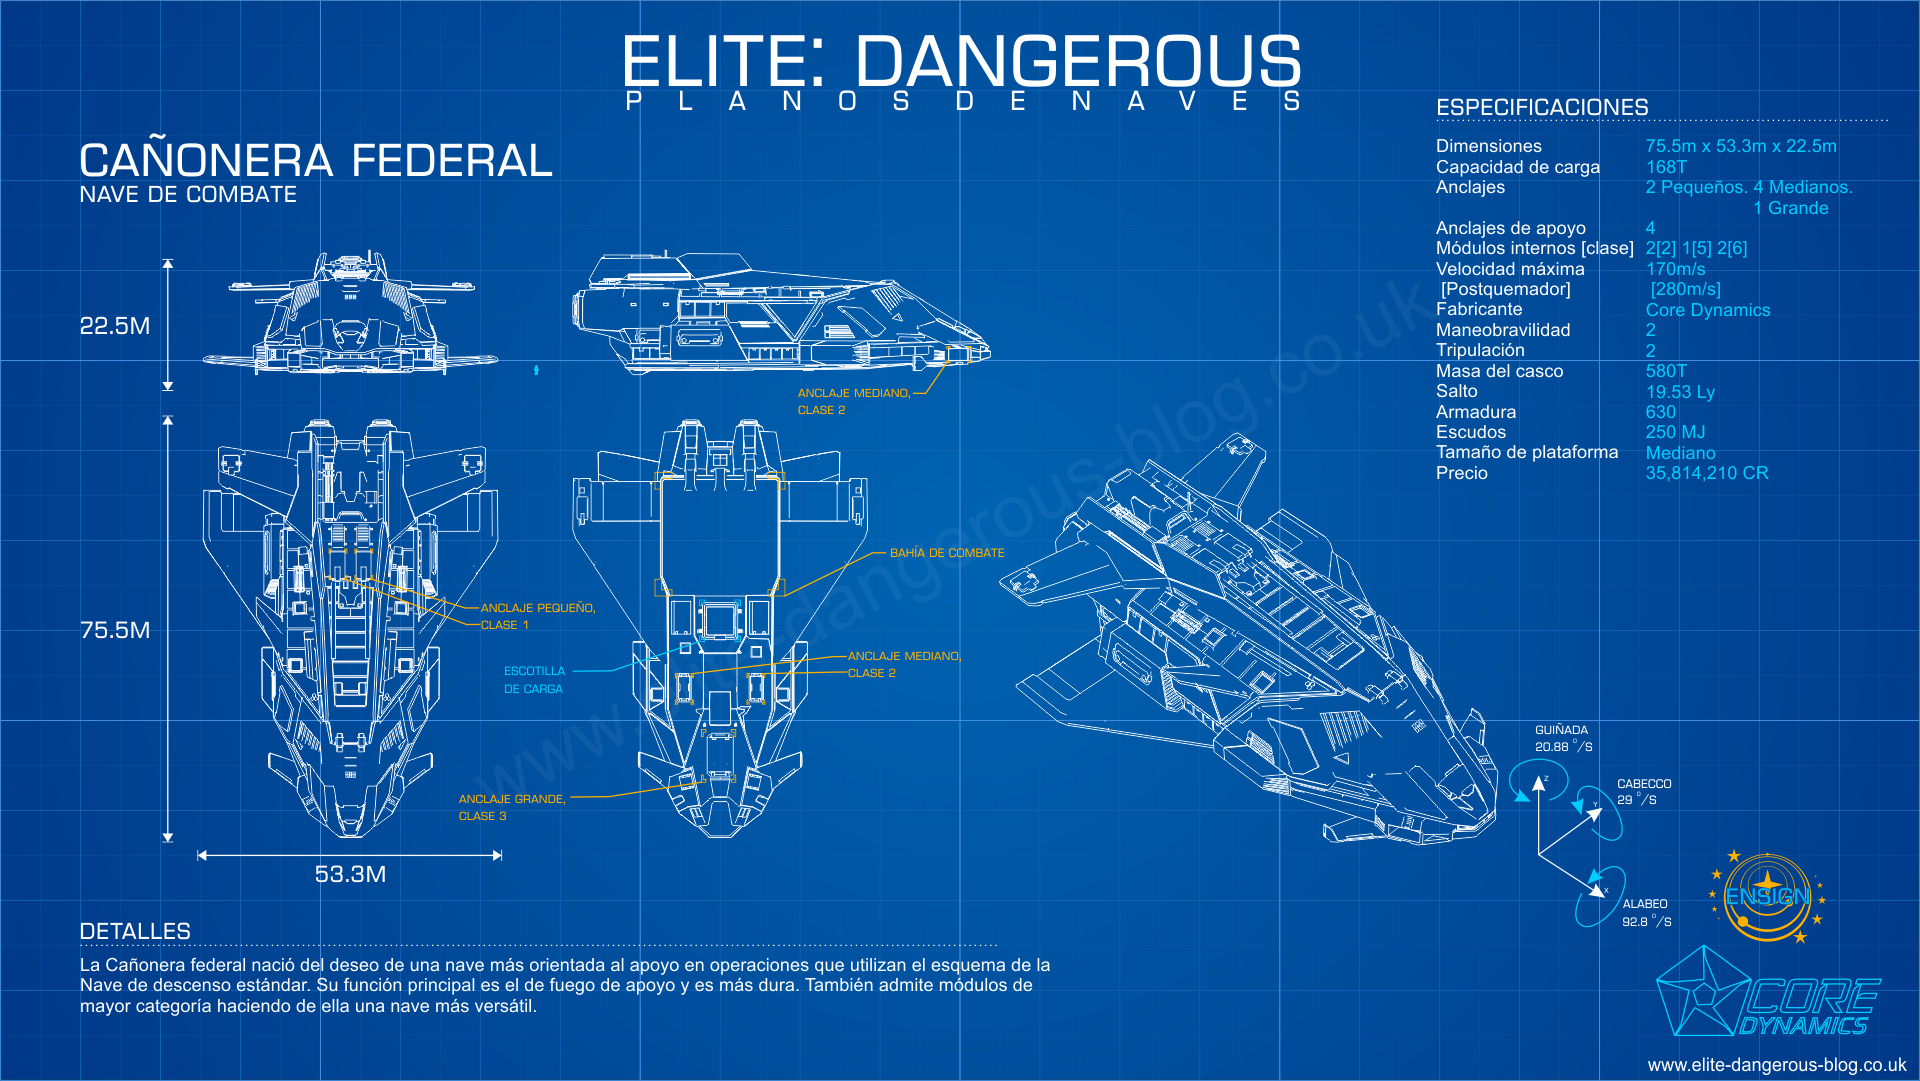 ELITE: DANGEROUS
PLANOS DE NAVES
CAÑONERA FEDERAL
NAVE DE COMBATE
ESPECIFICACIONES
Dimensiones 75.5m x 53.3m x 22.5m
Capacidad de carga 168T
Anclajes 2 Pequeños. 4 Medianos.
1 Grande
Anclajes de apoyo 4
Módulos internos [clase] 2[2] 1[5] 2[6]
Velocidad máxima 170m/s
[Postquemador] [280m/s]
Fabricante Core Dynamics
Maneobravilidad 2
Tripulación 2
Masa del casco 580T
Salto 19.53 Ly
Armadura 630
Escudos 250 MJ
Tamaño de plataforma Mediano
Precio 35,814,210 CR
22.5M
ANCLAJE MEDIANO,
CLASE 2
75.5M
ANCLAJE PEQUEÑO,
CLASE 1
BAHÍA DE COMBATE
ESCOTILLA
DE CARGA
ANCLAJE MEDIANO,
CLASE 2
ANCLAJE GRANDE,
CLASE 3
53.3M
www.elite-dangerous-blog.co.uk
GUIÑADA
20.88 °/S
Z
CABECCO
29 °/S
Y
ALABEO
92.8 °/S
X
ENSIGN
DETALLES
La Cañonera federal nació del deseo de una nave más orientada al apoyo en operaciones que utilizan el esquema de la
Nave de descenso estándar. Su función principal es el de fuego de apoyo y es más dura. También admite módulos de
mayor categoría haciendo de ella una nave más versátil.
CORE
DYNAMICS
www.elite-dangerous-blog.co.uk